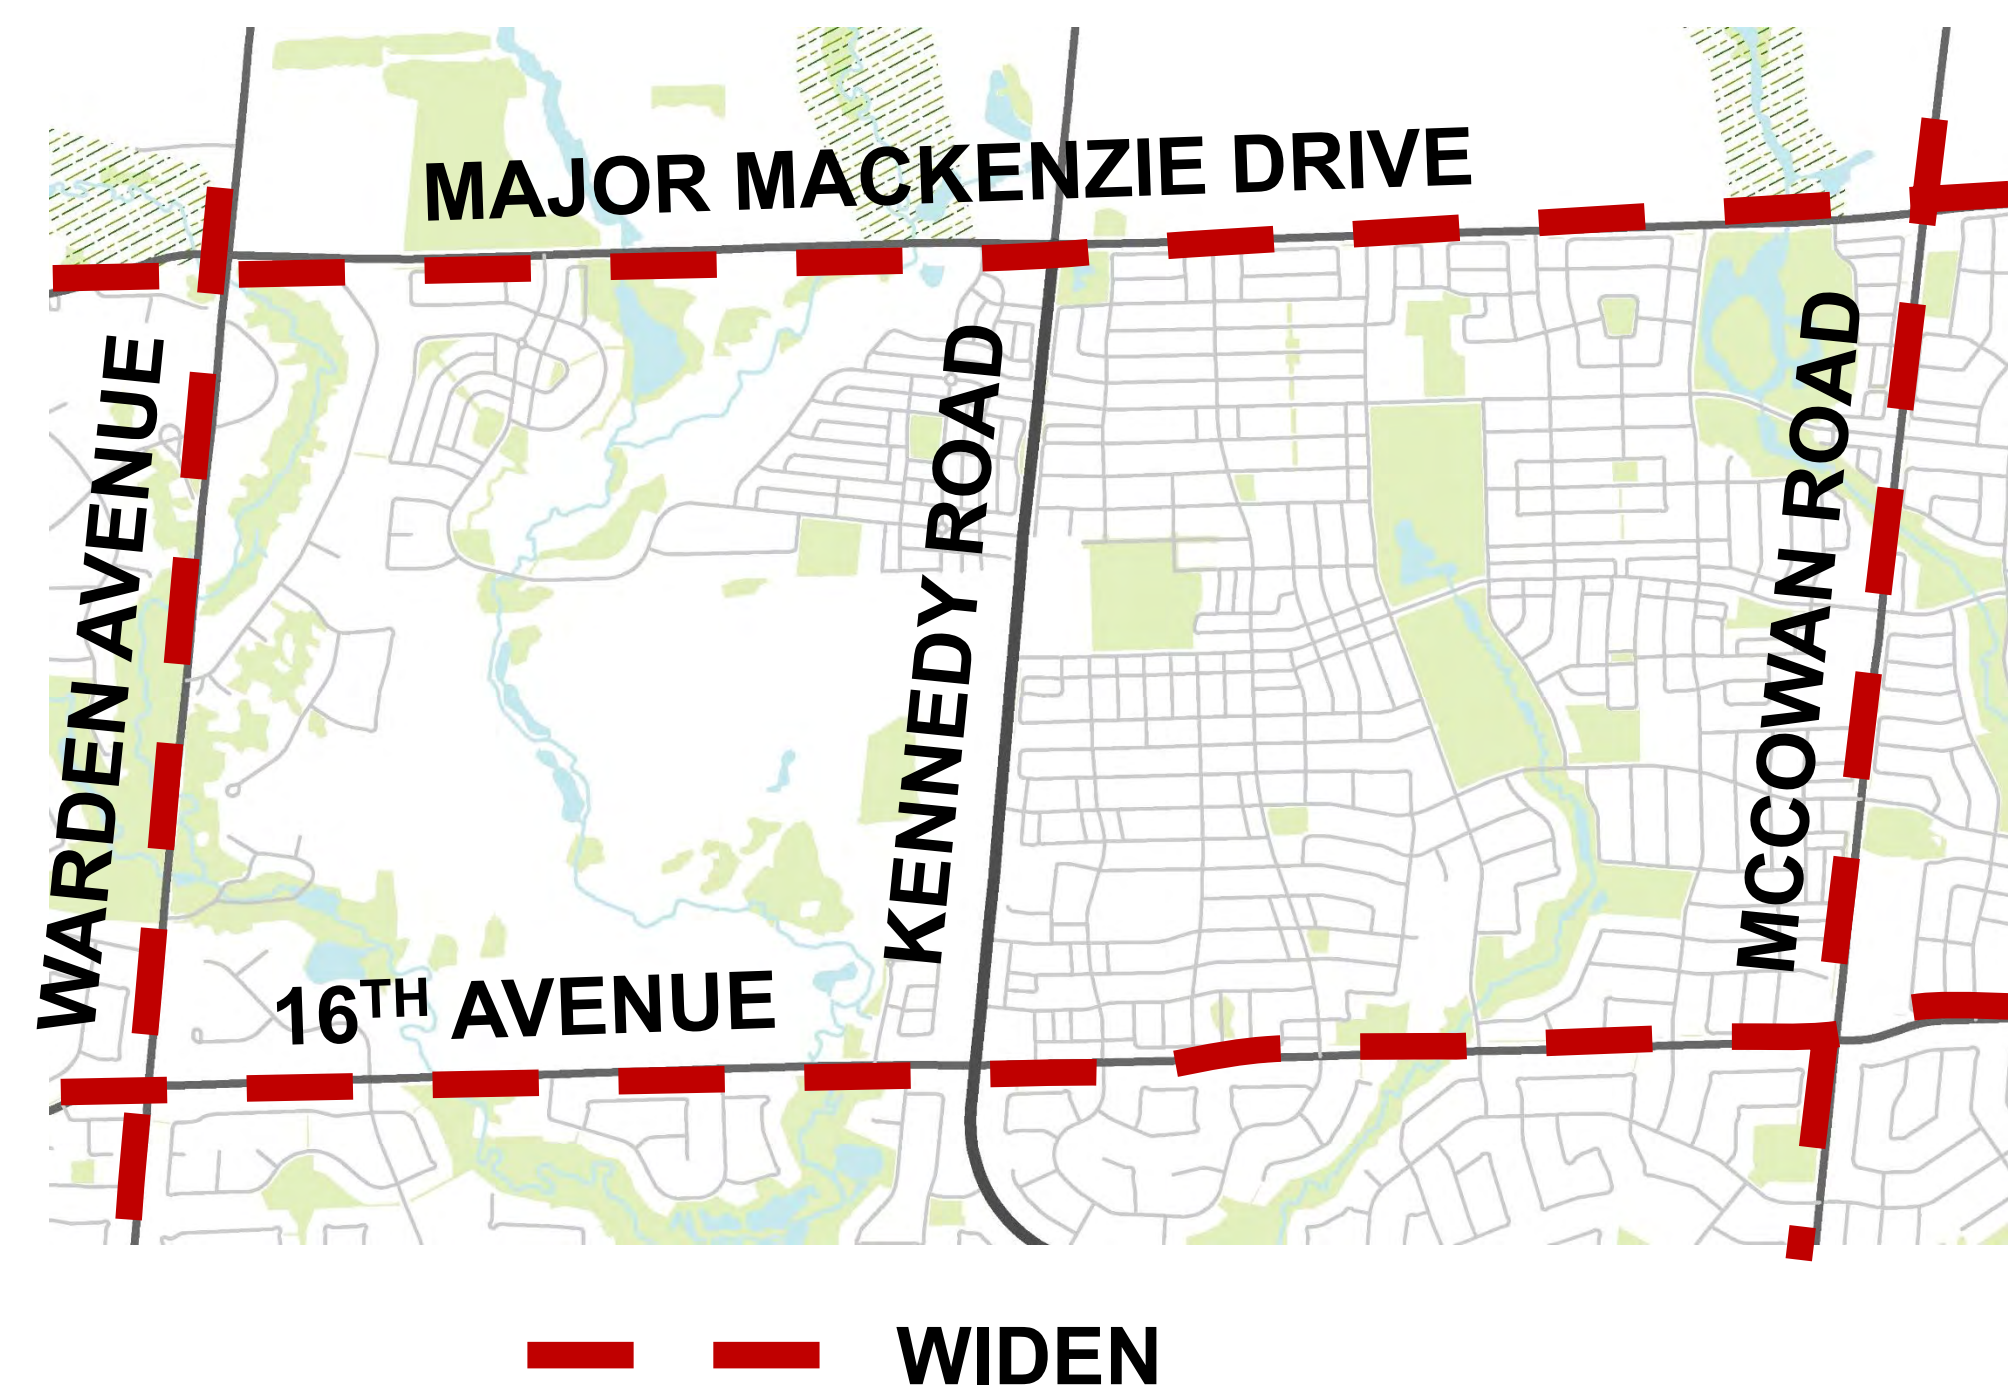 MAJOR MACKENZIE DRIVE
WARDEN AVENUE
KENNEDY ROAD
MCCOWAN ROAD
16TH AVENUE
WIDEN